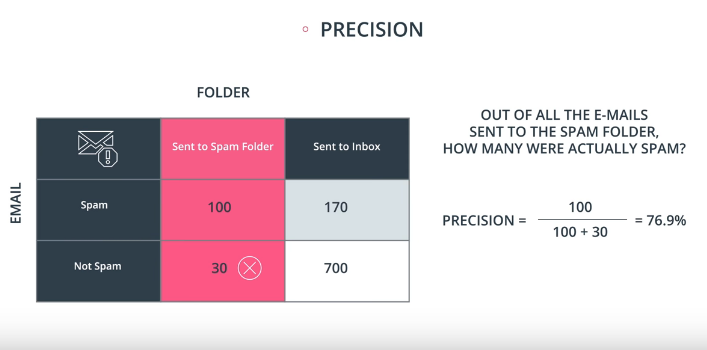 PRECISION
FOLDER
Sent to Spam Folder
Sent to Inbox
EMAIL
Spam
100
170
Not Spam
30
700
OUT OF ALL THE E-MAILS
SENT TO THE SPAM FOLDER,
HOW MANY WERE ACTUALLY SPAM?
PRECISION = 100 / 100 + 30 = 76.9%